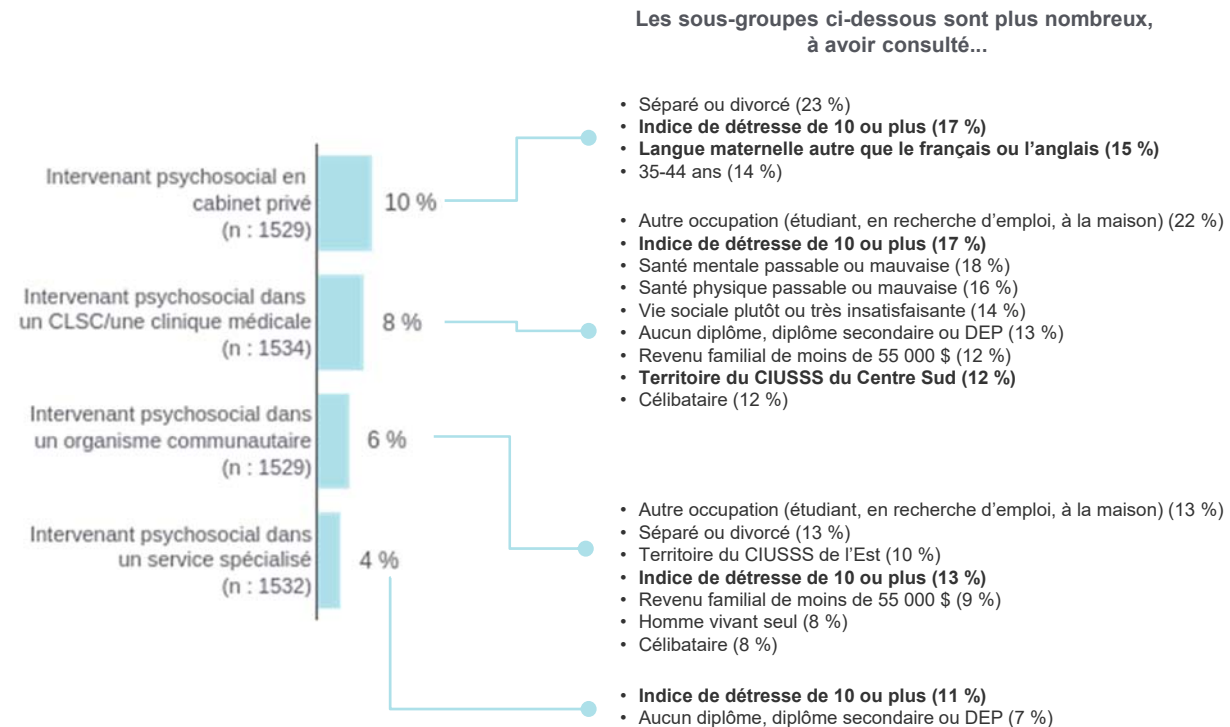 Les sous-groupes ci-dessous sont plus nombreux,
à avoir consulté...
Intervenant psychosocial en
cabinet privé
(n : 1529)
10 %
• Séparé ou divorcé (23 %)
• Indice de détresse de 10 ou plus (17 %)
• Langue maternelle autre que le français ou l’anglais (15 %)
• 35-44 ans (14 %)
Intervenant psychosocial dans
un CLSC/une clinique médicale
(n : 1534)
8 %
• Autre occupation (étudiant, en recherche d’emploi, à la maison) (22 %)
• Indice de détresse de 10 ou plus (17 %)
• Santé mentale passable ou mauvaise (18 %)
• Santé physique passable ou mauvaise (16 %)
• Vie sociale plutôt ou très insatisfaisante (14 %)
• Aucun diplôme, diplôme secondaire ou DEP (13 %)
• Revenu familial de moins de 55 000 $ (12 %)
• Territoire du CIUSSS du Centre Sud (12 %)
• Célibataire (12 %)
Intervenant psychosocial dans
un organisme communautaire
(n : 1529)
6 %
• Autre occupation (étudiant, en recherche d’emploi, à la maison) (13 %)
• Séparé ou divorcé (13 %)
• Territoire du CIUSSS de l’Est (10 %)
• Indice de détresse de 10 ou plus (13 %)
• Revenu familial de moins de 55 000 $ (9 %)
• Homme vivant seul (8 %)
• Célibataire (8 %)
Intervenant psychosocial dans
un service spécialisé
(n : 1532)
4 %
• Indice de détresse de 10 ou plus (11 %)
• Aucun diplôme, diplôme secondaire ou DEP (7 %)